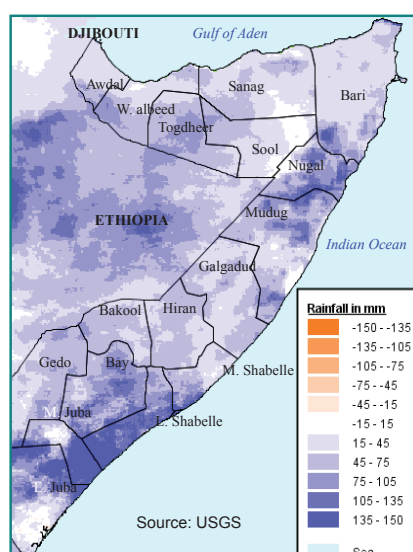 DJIBOUTI
Gulf of Aden
Awdal
Sanag
Bari
W. albeed
Togdheer
Sool
Nugal
ETHIOPIA
Mudug
Indian Ocean
Galgadud
Bakool
Hiran
Gedo
Bay
M. Shabelle
M. Juba
L. Shabelle
L. Juba
Source: USGS
Rainfall in mm
-150 - -135
-135 - -105
-105 - -75
-75 - -45
-45 - -15
-15 - 15
15 - 45
45 - 75
75 - 105
105 - 135
135 - 150
Sea